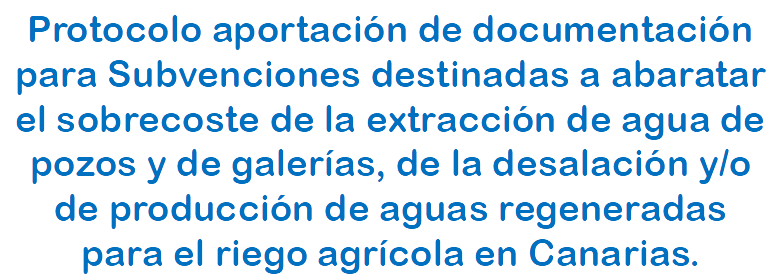 Protocolo aportación de documentación
para Subvenciones destinadas a abaratar
el sobrecoste de la extracción de agua de
pozos y de galerías, de la desalación y/o
de producción de aguas regeneradas
para el riego agrícola en Canarias.